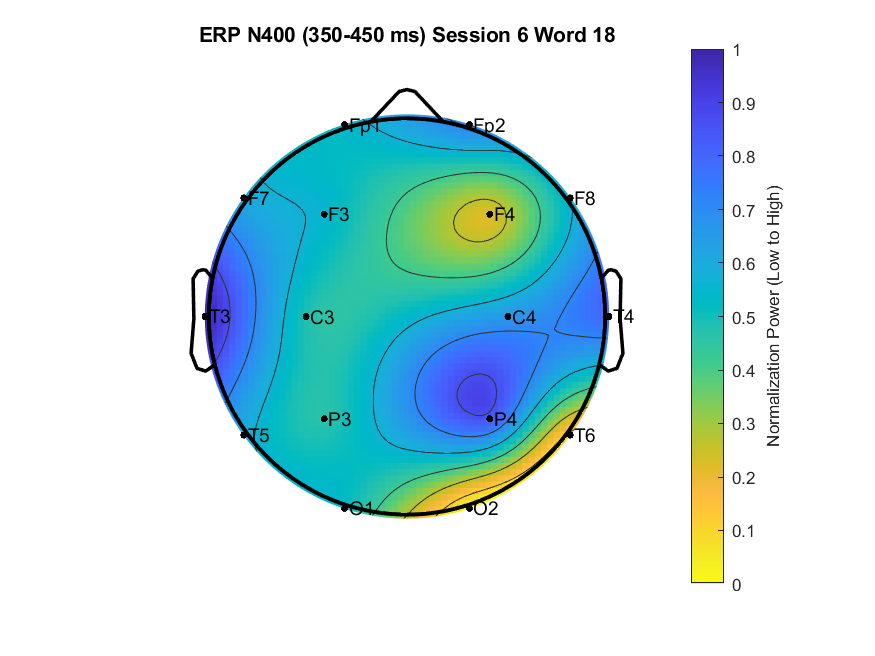 ERP N400 (350-450 ms) Session 6 Word 18
Fp1
Fp2
F7
F3
F4
F8
T3
C3
C4
T4
T5
P3
P4
T6
O1
O2
1
0.9
0.8
0.7
0.6
0.5
0.4
0.3
0.2
0.1
0
Normalization Power (Low to High)